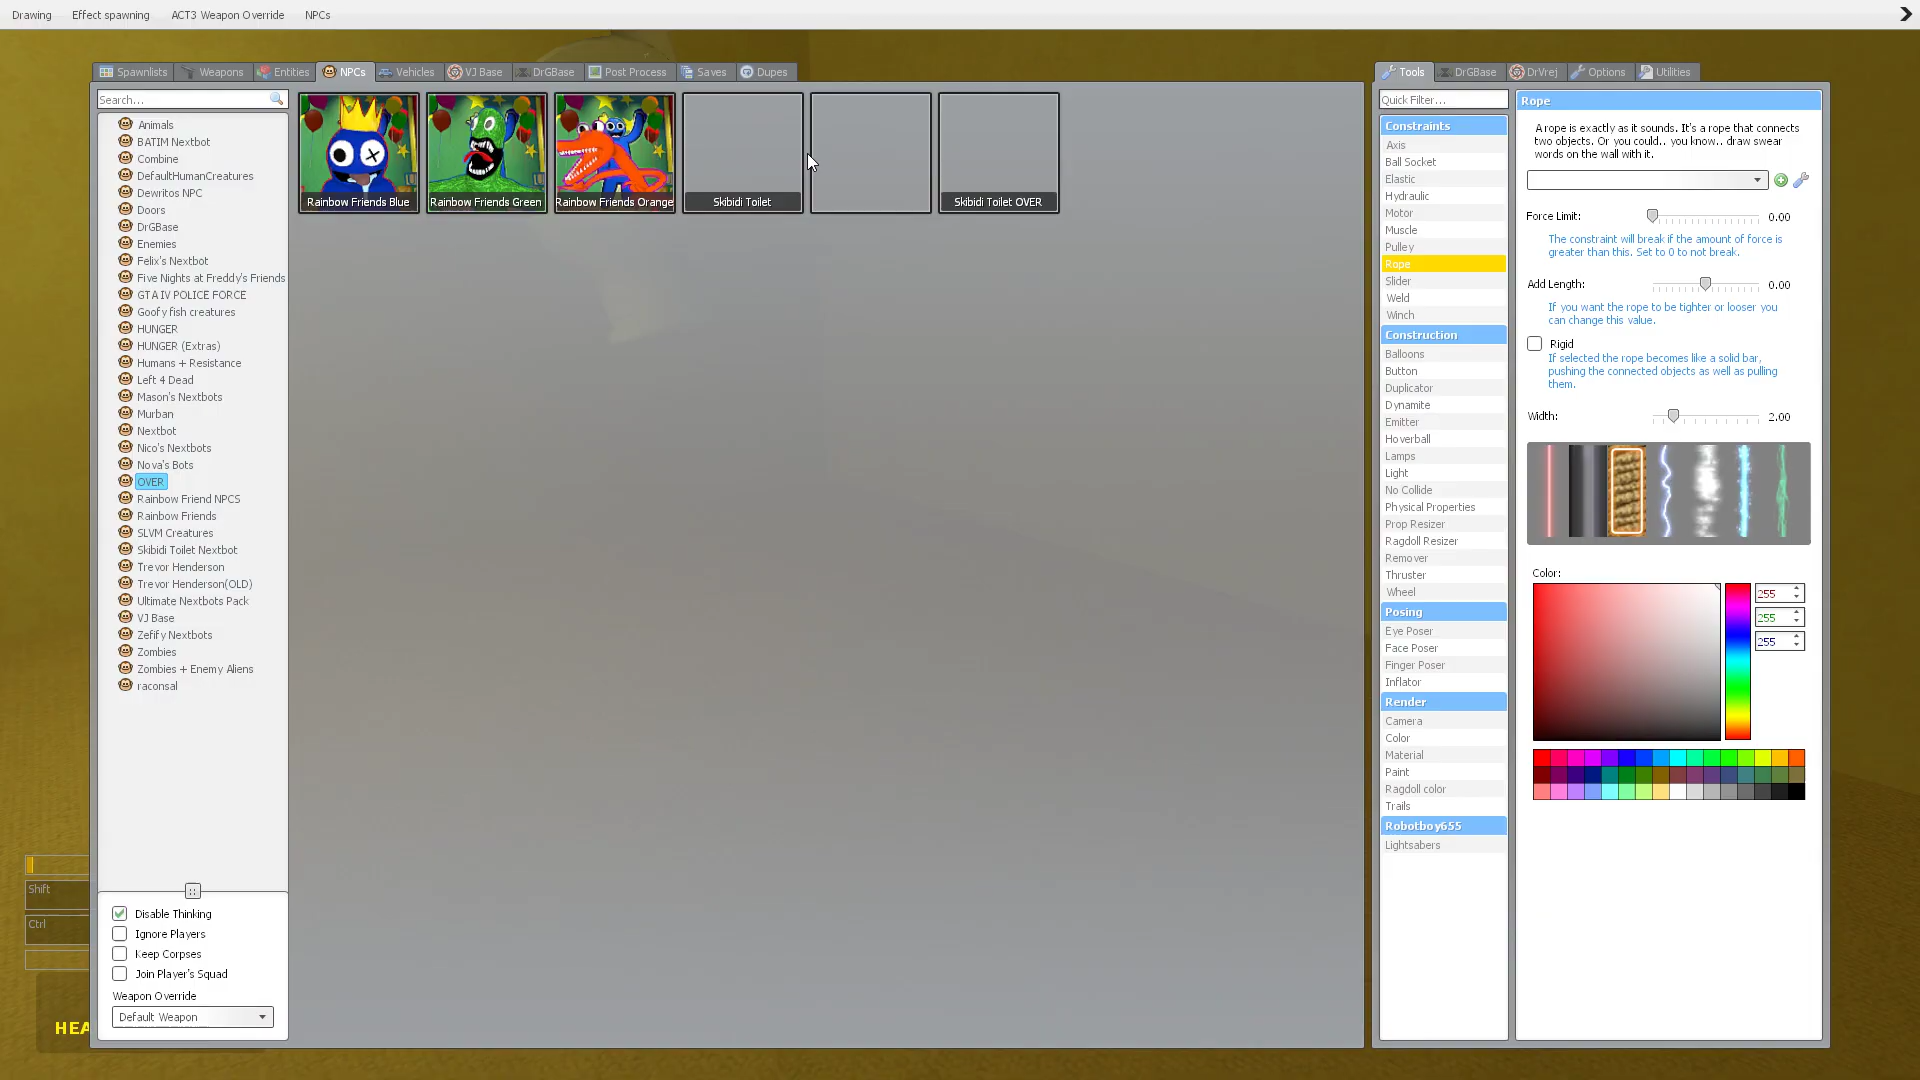 Drawing Effect spawning ACT3 Weapon Override NPCs
Spawnlists Weapons Entities NPCs Vehicles VJ Base DrGBase Post Process Saves Dupes
Search...
Animals
BATIM Nextbot
Combine
DefaultHumanCreatures
Dewritos NPC
Doors
DrGBase
Enemies
Felix's Nextbot
Five Nights at Freddy's Friends
GTA IV POLICE FORCE
Goofy fish creatures
HUNGER
HUNGER (Extras)
Humans + Resistance
Left 4 Dead
Mason's Nextbots
Murban
Nextbot
Nico's Nextbots
Nova's Bots
OVER
Rainbow Friend NPCS
Rainbow Friends
SLVM Creatures
Skibidi Toilet Nextbot
Trevor Henderson
Trevor Henderson(OLD)
Ultimate Nextbots Pack
VJ Base
Zefify Nextbots
Zombies
Zombies + Enemy Aliens
raconsal
Disable Thinking
Ignore Players
Keep Corpses
Join Player's Squad
Weapon Override
Default Weapon
Shift
Ctrl
HEA
Rainbow Friends Blue Rainbow Friends Green Rainbow Friends Orange Skibidi Toilet Skibidi Toilet OVER
Tools DrGBase DrVrej Options Utilities
Quick Filter...
Constraints
Axis
Ball Socket
Elastic
Hydraulic
Motor
Muscle
Pulley
Rope
Slider
Weld
Winch
Construction
Balloons
Button
Duplicator
Dynamite
Emitter
Hoverball
Lamps
Light
No Collide
Physical Properties
Prop Resizer
Ragdoll Resizer
Remover
Thruster
Wheel
Posing
Eye Poser
Face Poser
Finger Poser
Inflator
Render
Camera
Color
Material
Paint
Ragdoll color
Trails
Robotboy655
Lightsabers
Rope
A rope is exactly as it sounds. It's a rope that connects
two objects. Or you could.. you know.. draw swear
words on the wall with it.
Force Limit: 0.00
The constraint will break if the amount of force is
greater than this. Set to 0 to not break.
Add Length: 0.00
If you want the rope to be tighter or looser you
can change this value.
Rigid
If selected the rope becomes like a solid bar,
pushing the connected objects as well as pulling
them.
Width: 2.00
Color:
255
255
255